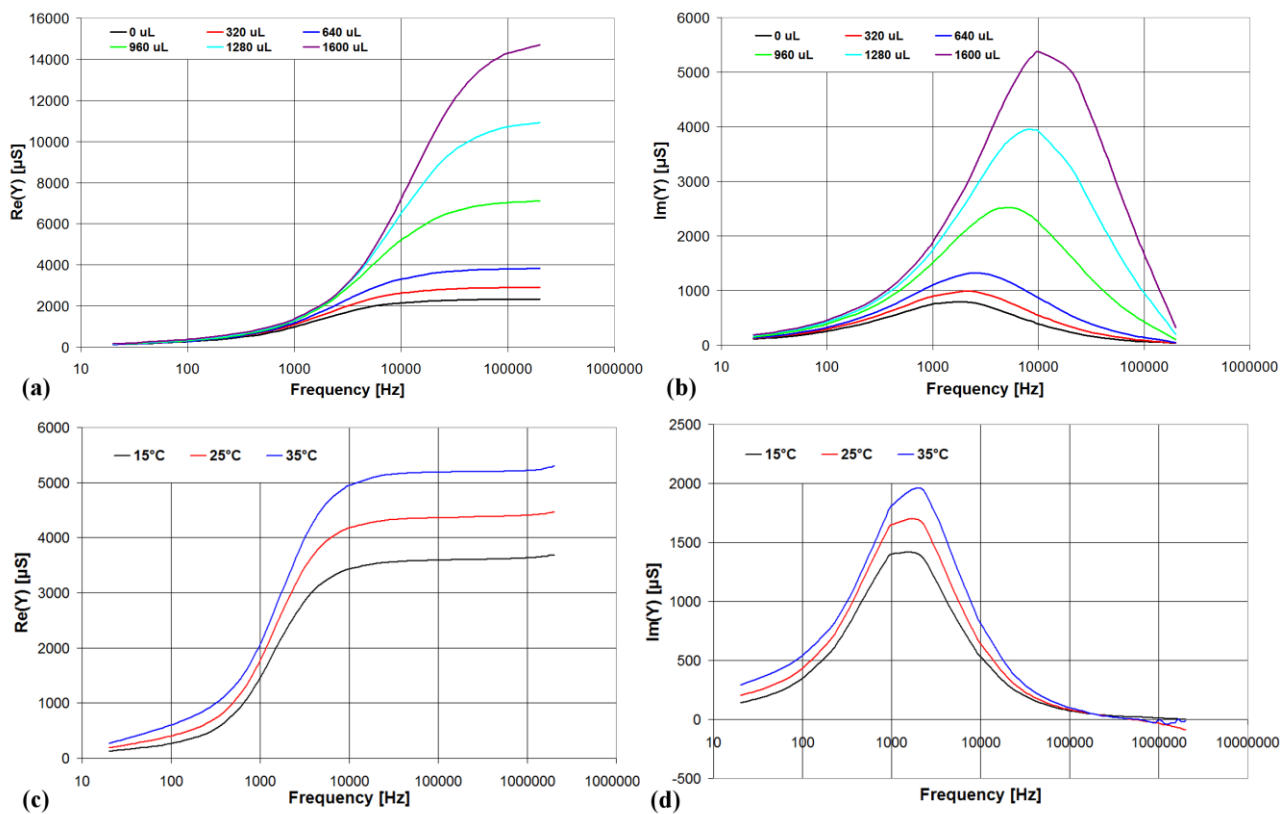 16000
14000
12000
10000
8000
6000
4000
2000
0
Re(Y) [µS]
0 uL 320 uL 640 uL
960 uL 1280 uL 1600 uL
10 100 1000 10000 100000 1000000
Frequency [Hz]
(a)
6000
5000
4000
3000
2000
1000
0
Im(Y) [µS]
0 uL 320 uL 640 uL
960 uL 1280 uL 1600 uL
10 100 1000 10000 100000 1000000
Frequency [Hz]
(b)
6000
5000
4000
3000
2000
1000
0
Re(Y) [µS]
15°C 25°C 35°C
10 100 1000 10000 100000 1000000 10000000
Frequency [Hz]
(c)
2500
2000
1500
1000
500
0
-500
Im(Y) [µS]
15°C 25°C 35°C
10 100 1000 10000 100000 1000000 10000000
Frequency [Hz]
(d)